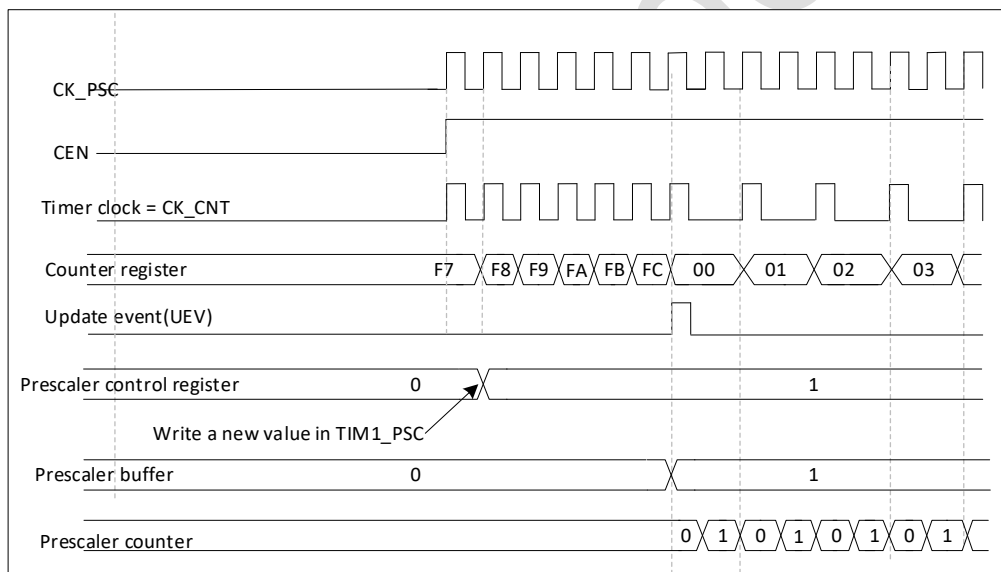 CK_PSC
CEN
Timer clock = CK_CNT
Counter register F7 F8 F9 FA FB FC 00 01 02 03
Update event(UEV)
Prescaler control register 0 1
Write a new value in TIM1_PSC
Prescaler buffer 0 1
Prescaler counter 0 1 0 1 0 1 0 1